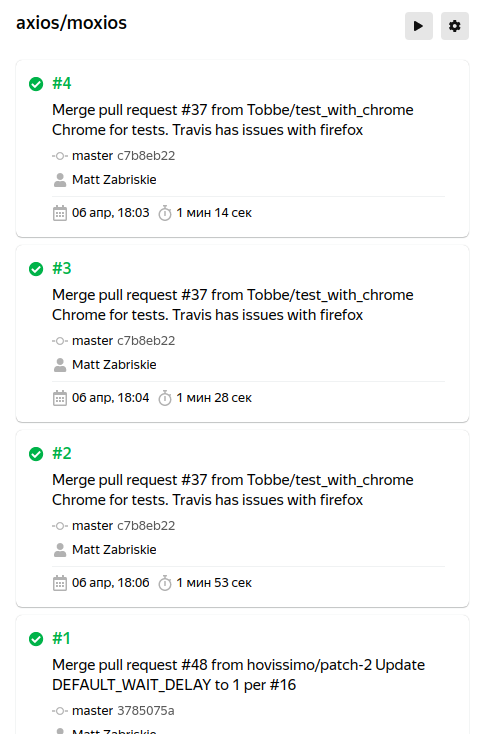 axios/moxios
#4
Merge pull request #37 from Tobbe/test_with_chrome
Chrome for tests. Travis has issues with firefox
master c7b8eb22
Matt Zabriskie
06 апр, 18:03 1 мин 14 сек
#3
Merge pull request #37 from Tobbe/test_with_chrome
Chrome for tests. Travis has issues with firefox
master c7b8eb22
Matt Zabriskie
06 апр, 18:04 1 мин 28 сек
#2
Merge pull request #37 from Tobbe/test_with_chrome
Chrome for tests. Travis has issues with firefox
master c7b8eb22
Matt Zabriskie
06 апр, 18:06 1 мин 53 сек
#1
Merge pull request #48 from hovissimo/patch-2 Update
DEFAULT_WAIT_DELAY to 1 per #16
master 3785075a
Matt Zabriskie